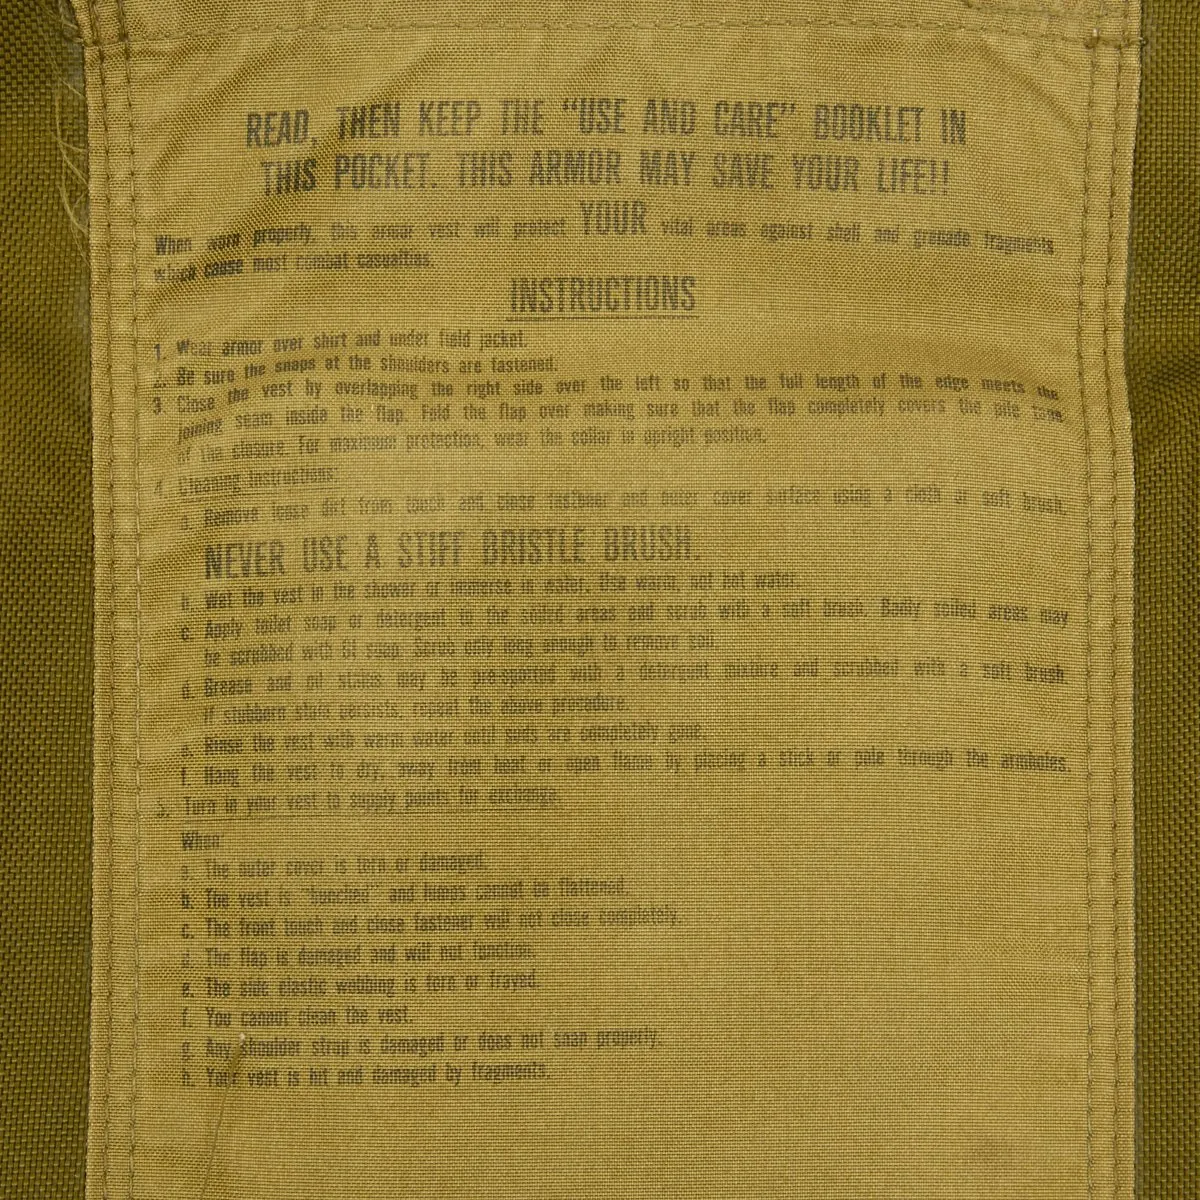 READ, THEN KEEP THE "USE AND CARE" BOOKLET IN
THIS POCKET. THIS ARMOR MAY SAVE YOUR LIFE!!
When worn properly, this armor vest will protect YOUR vital areas against shell and grenade fragments
which cause most combat casualties.
INSTRUCTIONS
1. Wear armor over shirt and under field jacket.
2. Be sure the snaps at the shoulders are fastened.
3. Close the vest by overlapping the right side over the left so that the full length of the edge meets the
joining seam inside the flap. Fold the flap over making sure that the flap completely covers the pile tape
of the closure. For maximum protection, wear the collar in upright position.
4. Cleaning Instructions:
a. Remove loose dirt from touch and close fastener and outer cover surface using a cloth or soft brush.
NEVER USE A STIFF BRISTLE BRUSH.
b. Wet the vest in the shower or immerse in water. Use warm, not hot water.
c. Apply toilet soap or detergent to the soiled areas and scrub with a soft brush. Badly soiled areas may
be scrubbed with GI soap. Scrub only long enough to remove soil.
d. Grease and oil stains may be pre-spotted with a detergent mixture and scrubbed with a soft brush
If stubborn stain persists, repeat the above procedure.
e. Rinse the vest with warm water until suds are completely gone.
f. Hang the vest to dry, away from heat or open flame by placing a stick or pole through the armholes.
5. Turn in your vest to supply points for exchange.
When:
a. The outer cover is torn or damaged.
b. The vest is "bunched" and lumps cannot be flattened.
c. The front touch and close fastener will not close completely.
d. The flap is damaged and will not function.
e. The side elastic webbing is torn or frayed.
f. You cannot clean the vest.
g. Any shoulder strap is damaged or does not snap properly.
h. Your vest is hit and damaged by fragments.